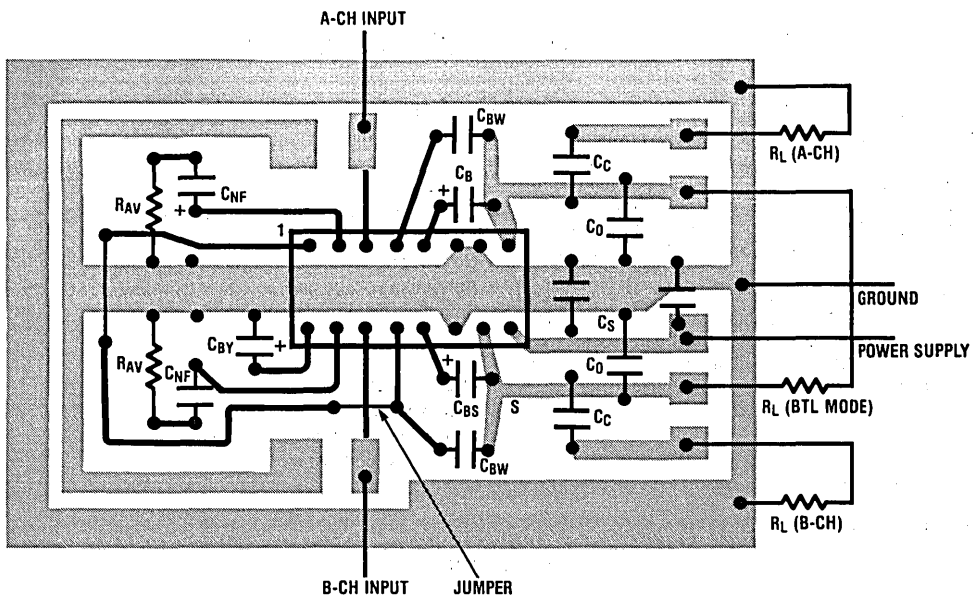 A-CH INPUT
CBW
CC
RL (A-CH)
CB
+
CNF
RAV
+
CO
1
GROUND
CS
POWER SUPPLY
CBY
+
CO
RAV
CNF
+
CBS
S
CC
RL (BTL MODE)
CBW
RL (B-CH)
B-CH INPUT
JUMPER